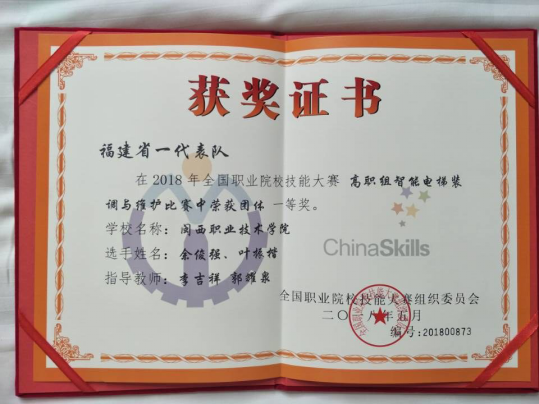 获奖证书
福建省一代表队
在2018年全国职业院校技能大赛 高职组智能电梯装
调与维护比赛中荣获团体 一等奖。
学校名称：闽西职业技术学院
选手姓名：余俊强、叶栋楷
指导教师：李吉祥 郭雄泉
ChinaSkills
全国职业院校技能大赛组织委员会
二〇一八年五月
编号:201800873